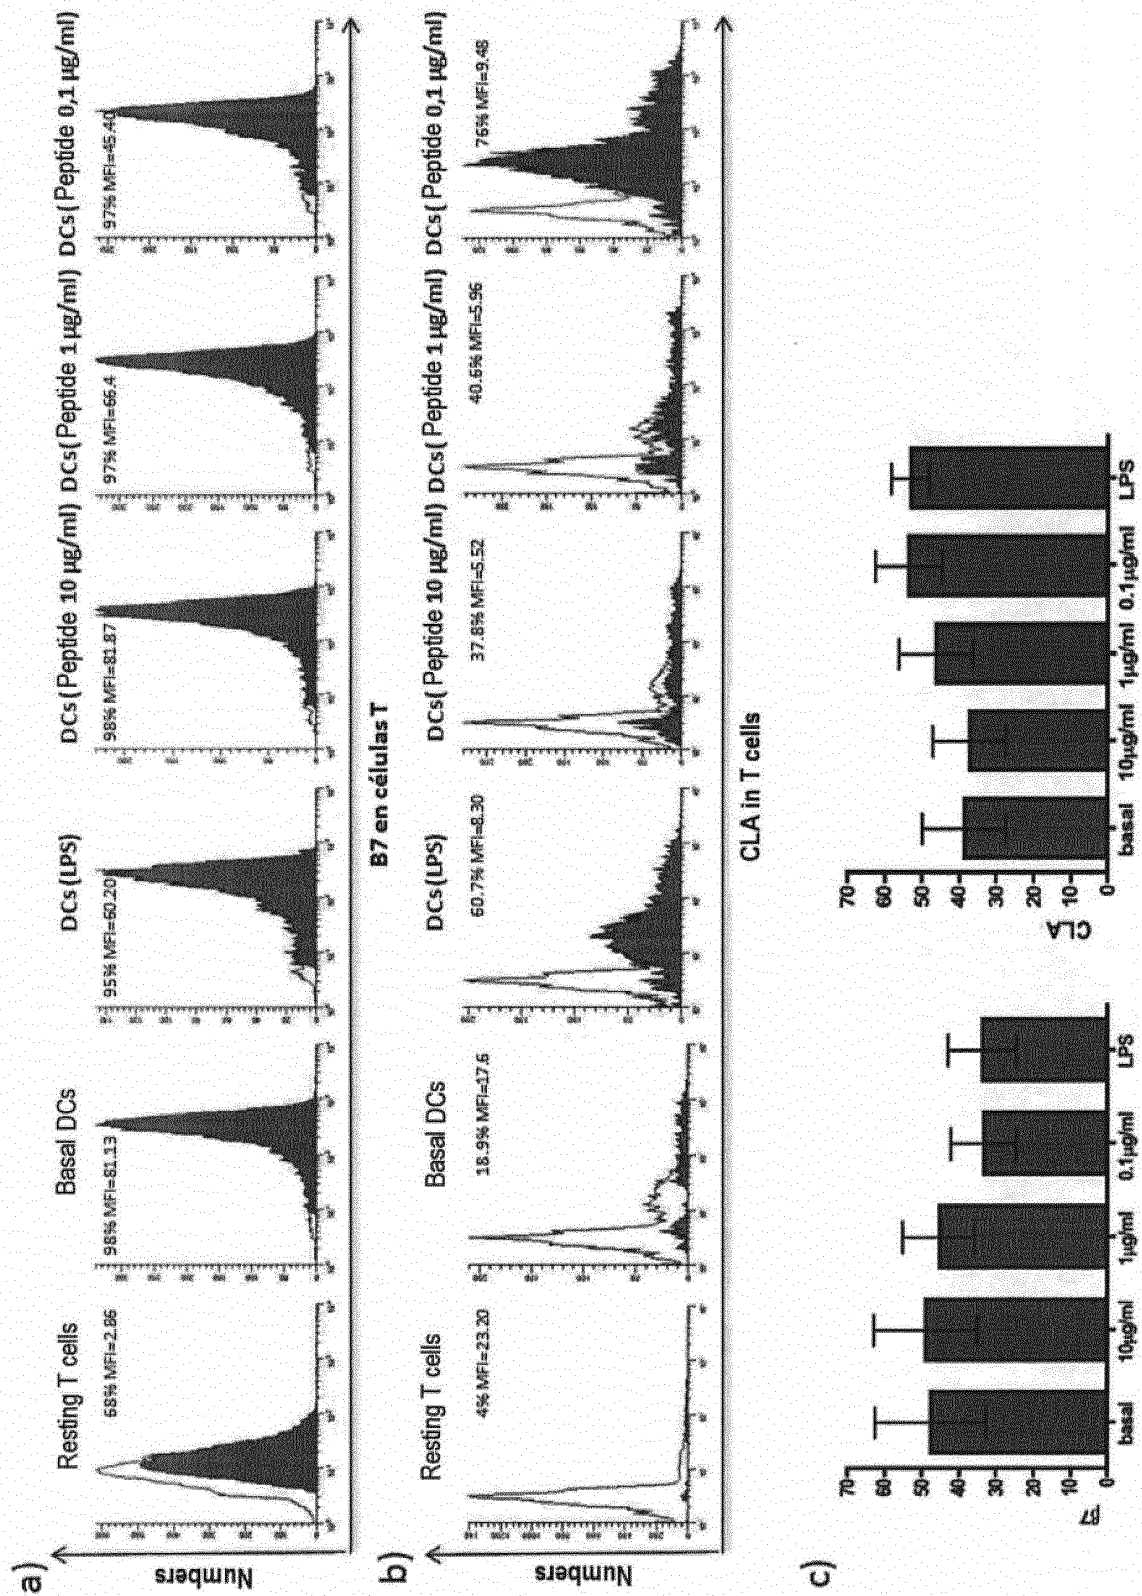 a)
Numbers
Resting T cells
68% MFI=2.86
Basal DCs
98% MFI=81.13
DCs(LPS)
95% MFI=60.20
DCs(Peptide 10 µg/ml)
98% MFI=81.87
DCs(Peptide 1 µg/ml)
97% MFI=66.4
DCs(Peptide 0,1 µg/ml)
97% MFI=45.40
B7 en células T
b)
Numbers
Resting T cells
4% MFI=23.20
Basal DCs
18.9% MFI=17.6
DCs(LPS)
60.7% MFI=8.30
DCs(Peptide 10 µg/ml)
37.8% MFI=5.52
DCs(Peptide 1 µg/ml)
40.6% MFI=5.96
DCs(Peptide 0,1 µg/ml)
76% MFI=9.48
CLA in T cells
c)
β7
70
60
50
40
30
20
10
0
basal
10µg/ml
1µg/ml
0.1µg/ml
LPS
CLA
70
60
50
40
30
20
10
0
basal
10µg/ml
1µg/ml
0.1µg/ml
LPS